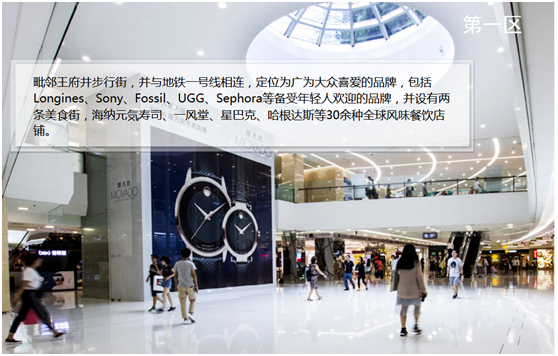 第一区
毗邻王府井步行街，并与地铁一号线相连，定位为广为大众喜爱的品牌，包括
Longines、Sony、Fossil、UGG、Sephora等备受年轻人欢迎的品牌，并设有两
条美食街，海纳元気寿司、一风堂、星巴克、哈根达斯等30余种全球风味餐饮店
铺。
MOVADO